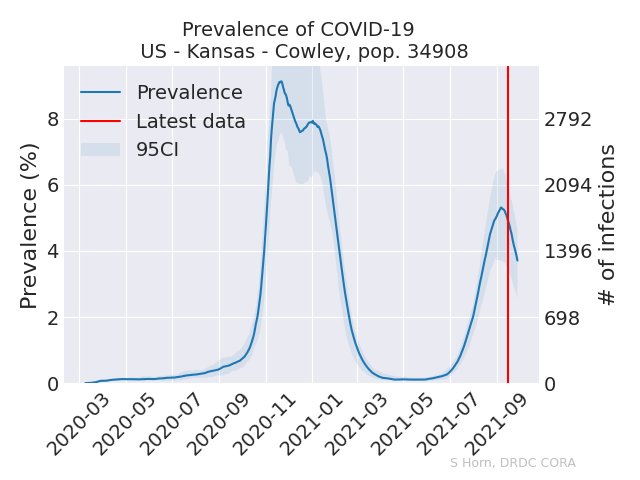 Prevalence of COVID-19
US - Kansas - Cowley, pop. 34908
Prevalence
Latest data
95CI
Prevalence (%)
8
6
4
2
0
2792
2094
1396
698
0
# of infections
2020-03
2020-05
2020-07
2020-09
2020-11
2021-01
2021-03
2021-05
2021-07
2021-09
S Horn, DRDC CORA